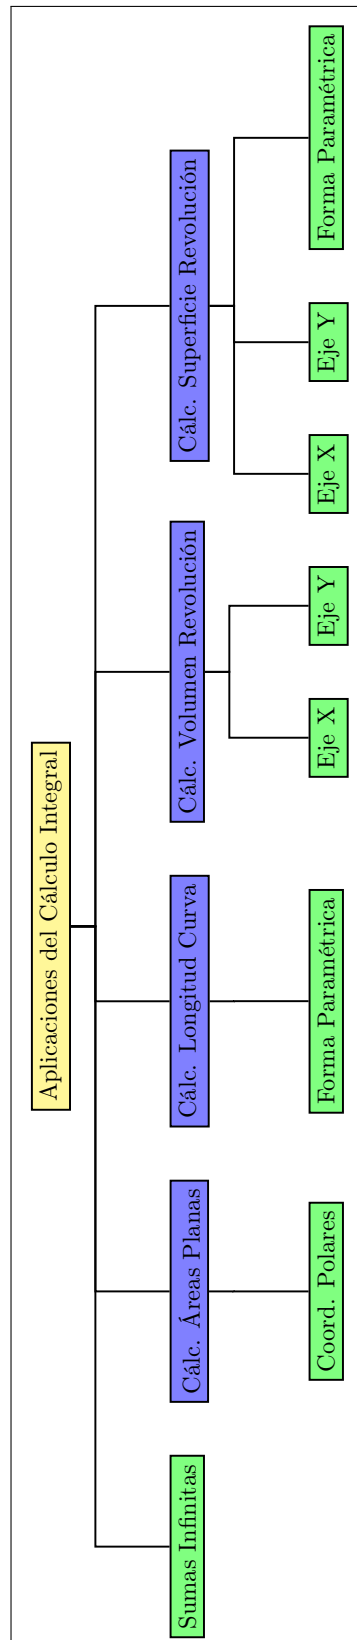 Aplicaciones del Cálculo Integral
Sumas Infinitas
Cálc. Áreas Planas
Cálc. Longitud Curva
Cálc. Volumen Revolución
Cálc. Superficie Revolución
Coord. Polares
Forma Paramétrica
Eje X
Eje Y
Eje X
Eje Y
Forma Paramétrica